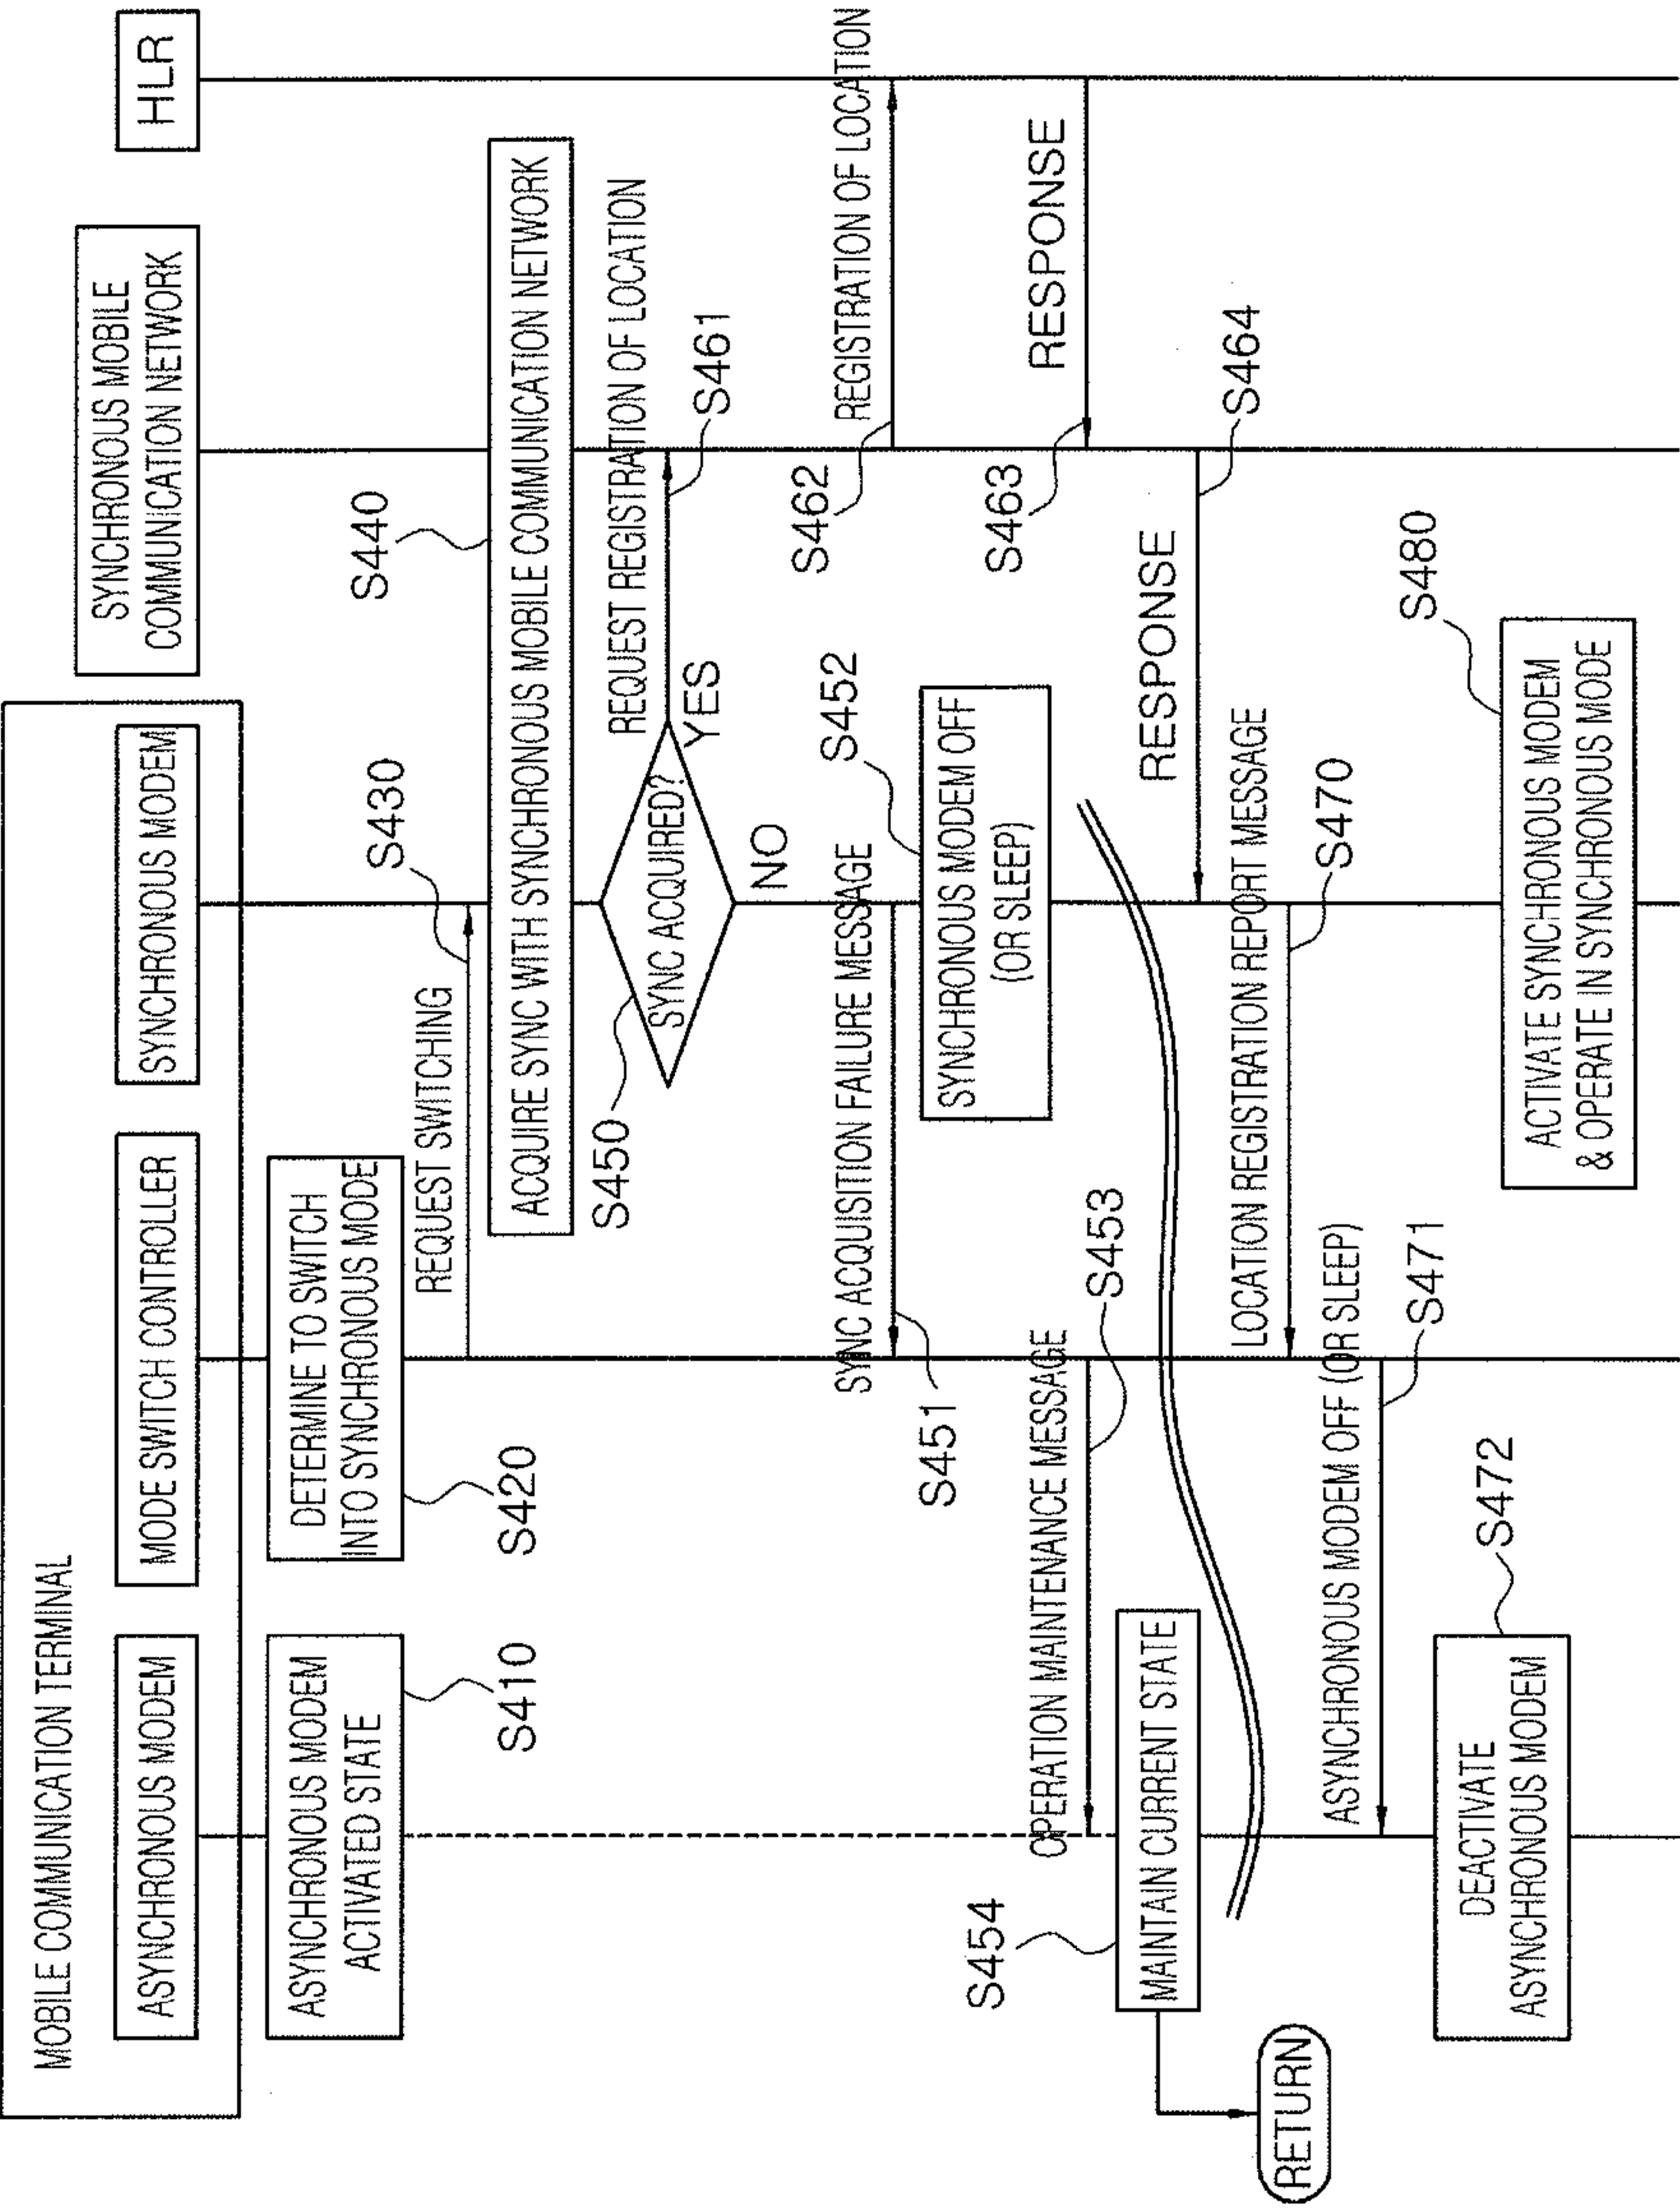 MOBILE COMMUNICATION TERMINAL
ASYNCHRONOUS MODEM
MODE SWITCH CONTROLLER
SYNCHRONOUS MODEM
SYNCHRONOUS MOBILE
COMMUNICATION NETWORK
HLR
ASYNCHRONOUS MODEM
ACTIVATED STATE
S410
DETERMINE TO SWITCH
INTO SYNCHRONOUS MODE
S420
REQUEST SWITCHING
S430
S440
ACQUIRE SYNC WITH SYNCHRONOUS MOBILE COMMUNICATION NETWORK
S450
SYNC ACQUIRED?
YES
NO
REQUEST REGISTRATION OF LOCATION
S461
SYNC ACQUISITION FAILURE MESSAGE
S451
S452
SYNCHRONOUS MODEM OFF
(OR SLEEP)
S462
REGISTRATION OF LOCATION
OPERATION MAINTENANCE MESSAGE
S453
S463
RESPONSE
S454
MAINTAIN CURRENT STATE
RETURN
RESPONSE
S464
LOCATION REGISTRATION REPORT MESSAGE
S470
ASYNCHRONOUS MODEM OFF (OR SLEEP)
S471
S472
DEACTIVATE
ASYNCHRONOUS MODEM
S480
ACTIVATE SYNCHRONOUS MODEM
& OPERATE IN SYNCHRONOUS MODE